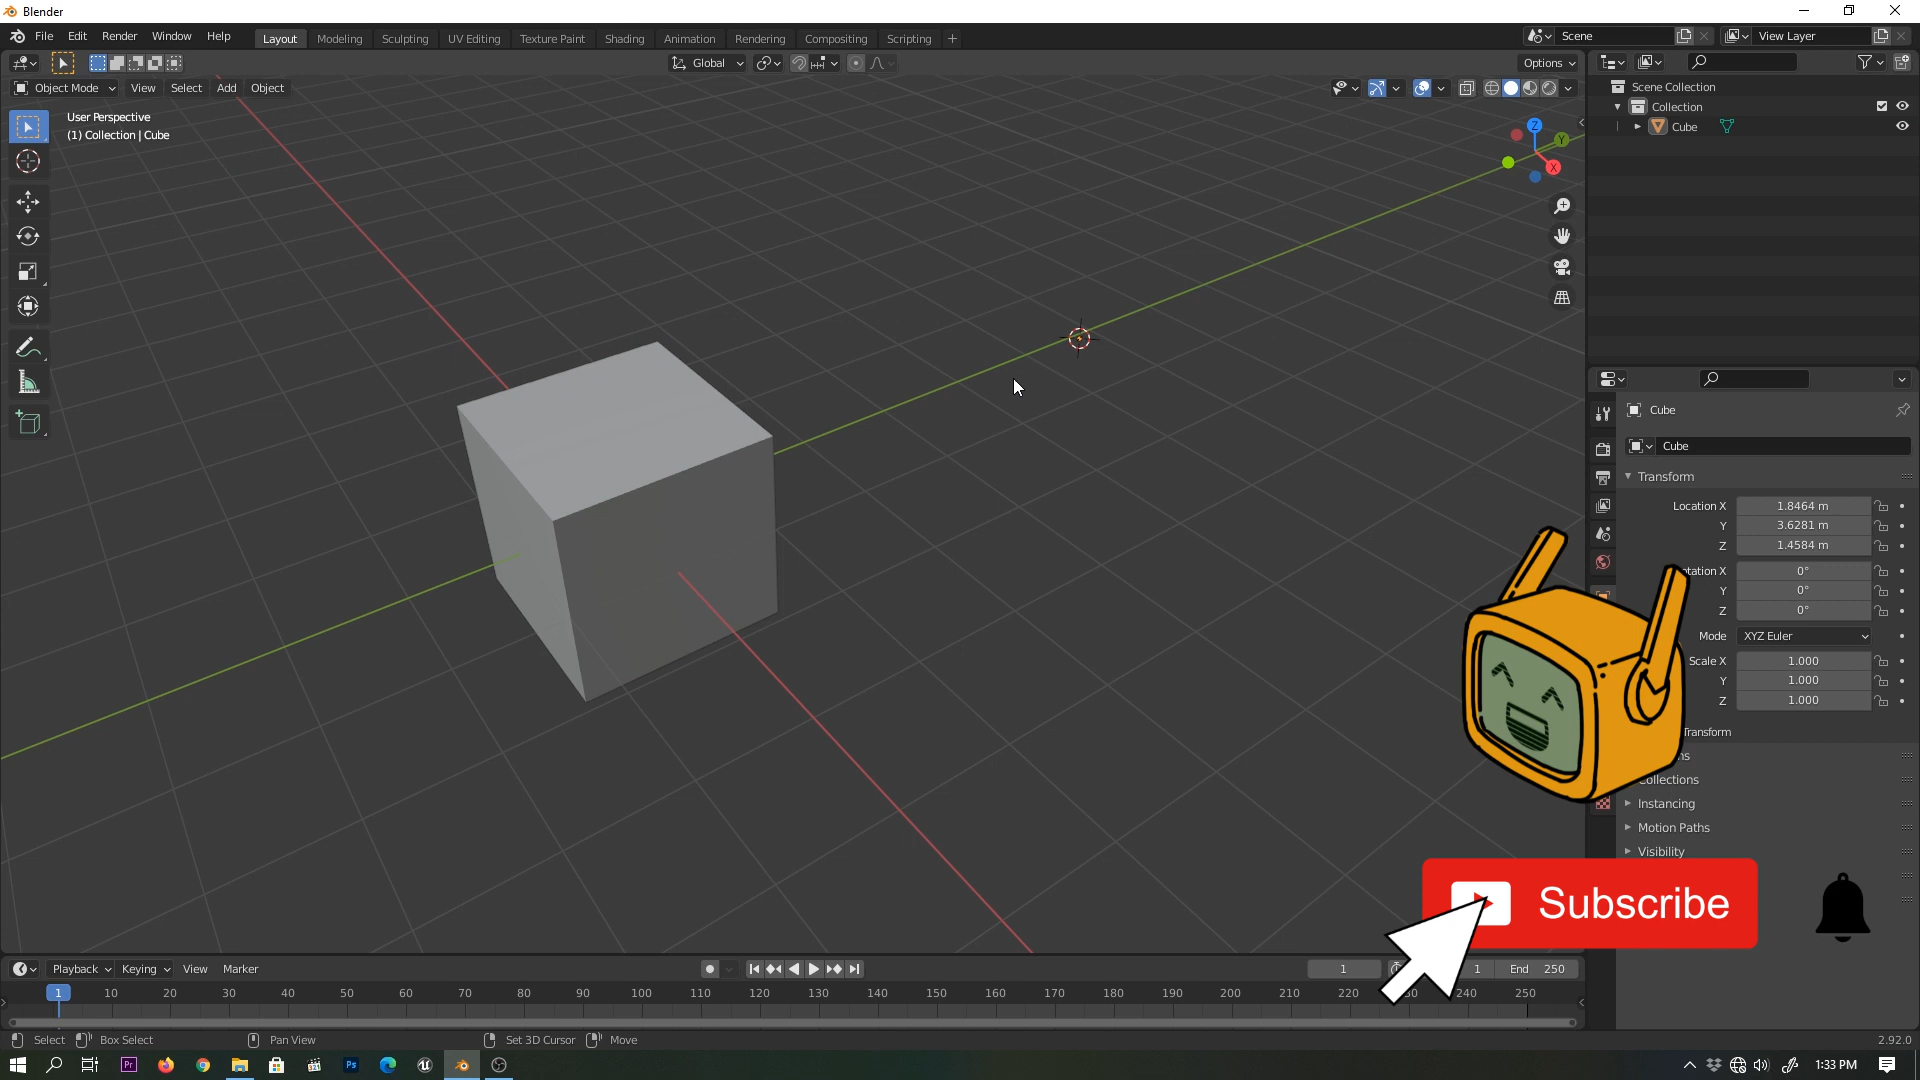 Blender
File Edit Render Window Help Layout Modeling Sculpting UV Editing Texture Paint Shading Animation Rendering Compositing Scripting + Scene View Layer
Global Options
Object Mode View Select Add Object
User Perspective
(1) Collection | Cube
Z
Y
X
Scene Collection
Collection
Cube
Cube
Cube
Transform
Location X 1.8464 m
Y 3.6281 m
Z 1.4584 m
tation X 0°
Y 0°
Z 0°
Mode XYZ Euler
Scale X 1.000
Y 1.000
Z 1.000
Transform
ns
Collections
Instancing
Motion Paths
Visibility
Subscribe
Playback Keying View Marker 1 1 End 250
1 10 20 30 40 50 60 70 80 90 100 110 120 130 140 150 160 170 180 190 200 210 220 30 240 250
Select Box Select Pan View Set 3D Cursor Move 2.92.0
Pr Ps 1:33 PM